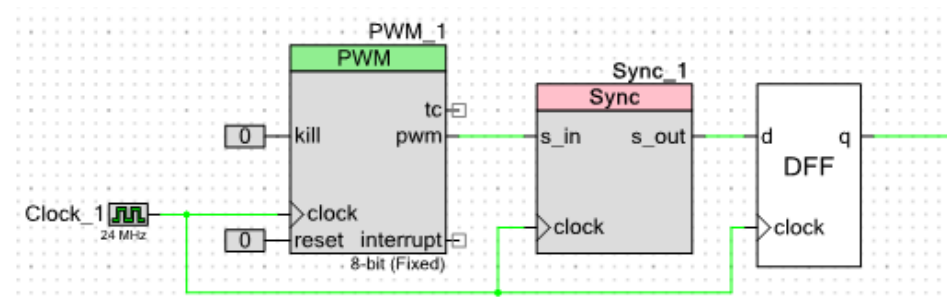 PWM_1
PWM
Sync_1
Sync
tc
0 kill pwm s_in s_out d q
DFF
Clock_1 clock clock clock
24 MHz
0 reset interrupt
8-bit (Fixed)